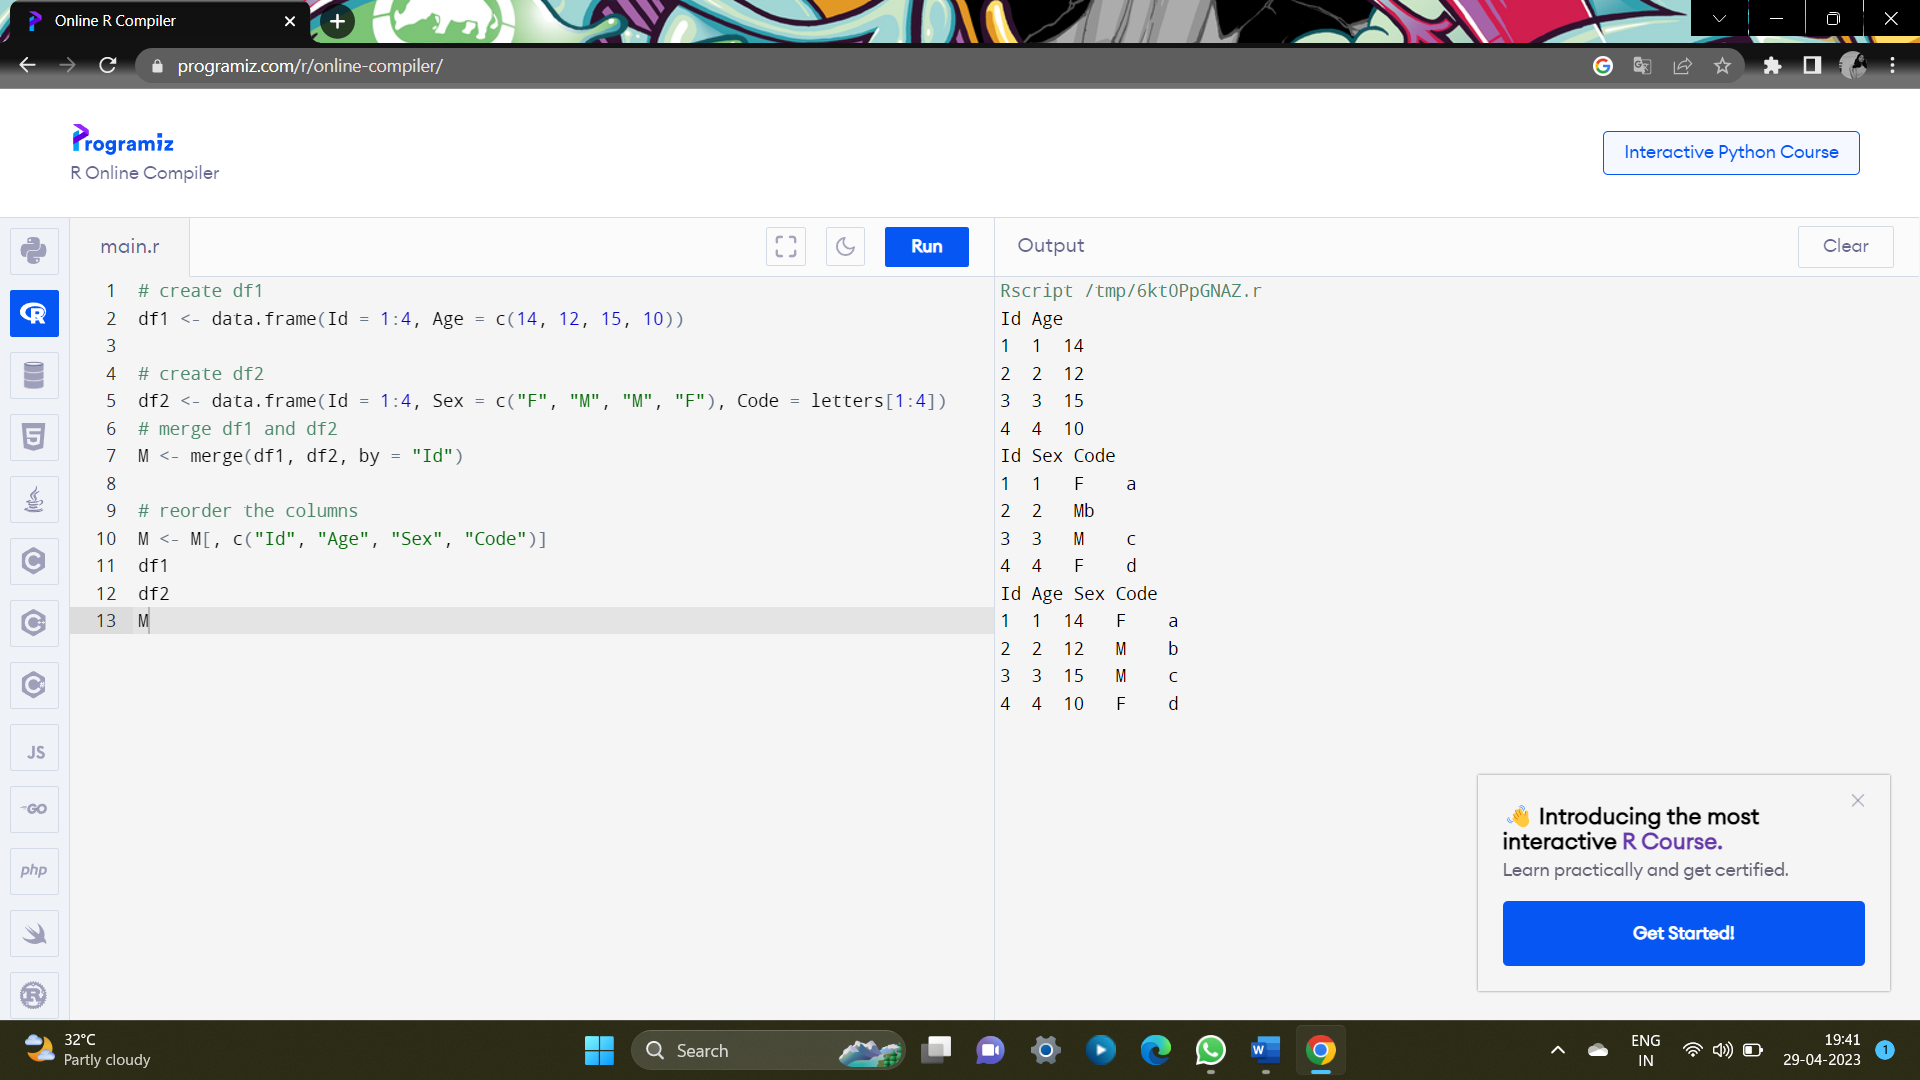 Online R Compiler
programiz.com/r/online-compiler/
Programiz
R Online Compiler
Interactive Python Course
main.r
Run
Output
Clear
1 # create df1
2 df1 <- data.frame(Id = 1:4, Age = c(14, 12, 15, 10))
3
4 # create df2
5 df2 <- data.frame(Id = 1:4, Sex = c("F", "M", "M", "F"), Code = letters[1:4])
6 # merge df1 and df2
7 M <- merge(df1, df2, by = "Id")
8
9 # reorder the columns
10 M <- M[, c("Id", "Age", "Sex", "Code")]
11 df1
12 df2
13 M
Rscript /tmp/6ktOPpGNAZ.r
Id Age
1  1  14
2  2  12
3  3  15
4  4  10
Id Sex Code
1  1   F    a
2  2   Mb
3  3   M    c
4  4   F    d
Id Age Sex Code
1  1  14   F    a
2  2  12   M    b
3  3  15   M    c
4  4  10   F    d
JS
GO
php
👋 Introducing the most
interactive R Course.
Learn practically and get certified.
Get Started!
32°C
Partly cloudy
Search
ENG
IN
19:41
29-04-2023
1